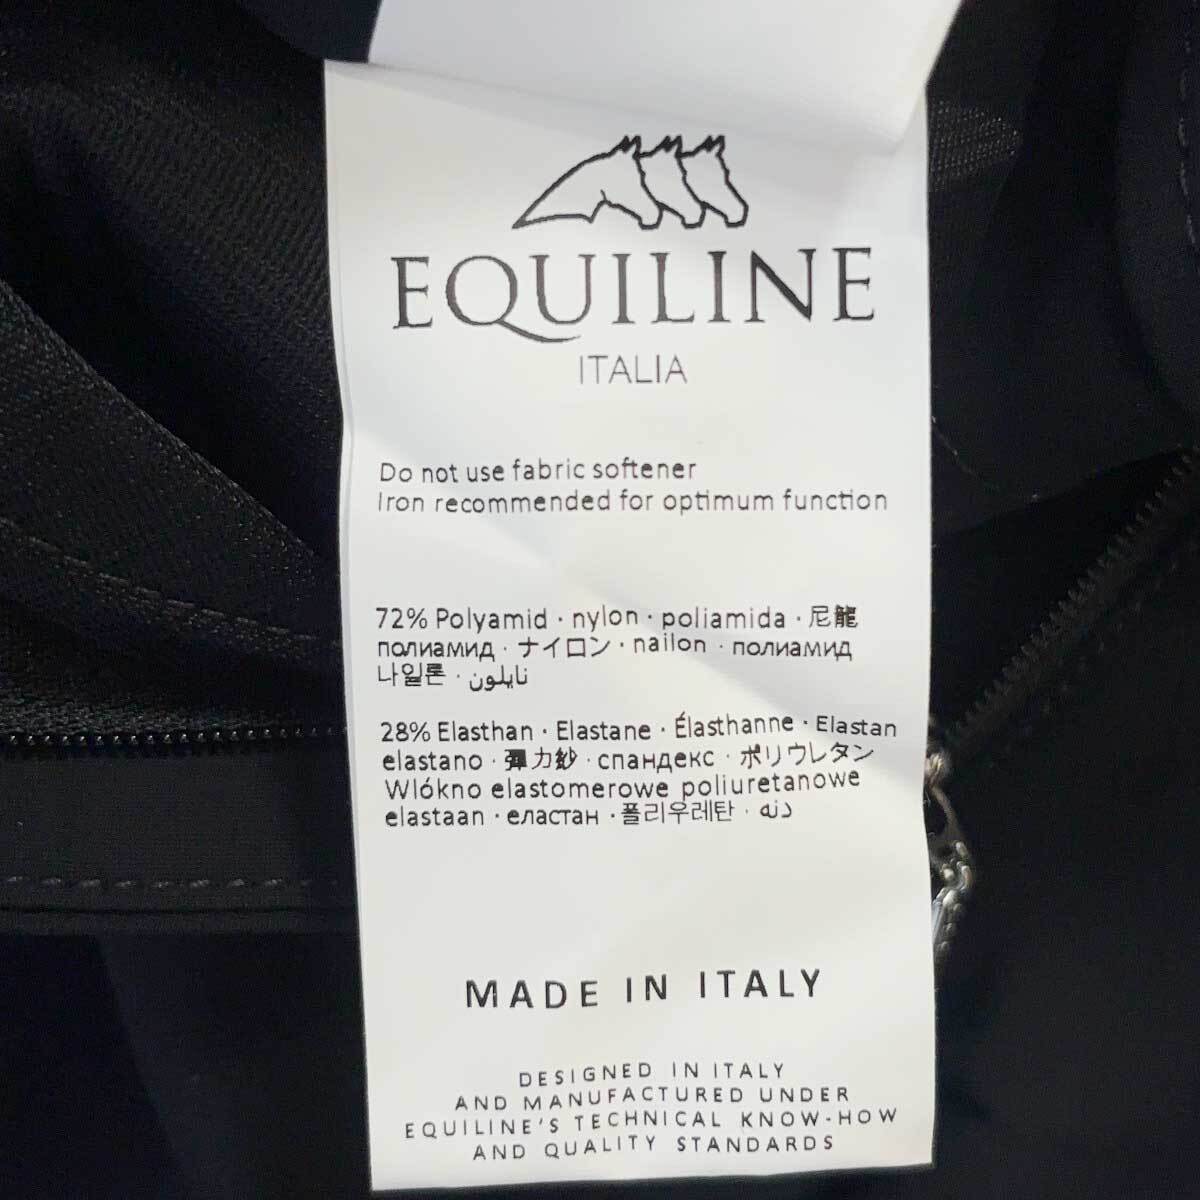 EQUILINE
ITALIA
Do not use fabric softener
Iron recommended for optimum function
72% Polyamid · nylon · poliamida · 尼龍
полиамид · ナイロン · nailon · полиамид
나일론 · نايلون
28% Elasthan · Elastane · Élasthanne · Elastan
elastano · 彈力紗 · спандекс · ポリウレタン
Wlókno elastomerowe poliuretanowe
elastaan · еластан · 폴리우레탄 · دنه
MADE IN ITALY
DESIGNED IN ITALY
AND MANUFACTURED UNDER
EQUILINE'S TECHNICAL KNOW-HOW
AND QUALITY STANDARDS